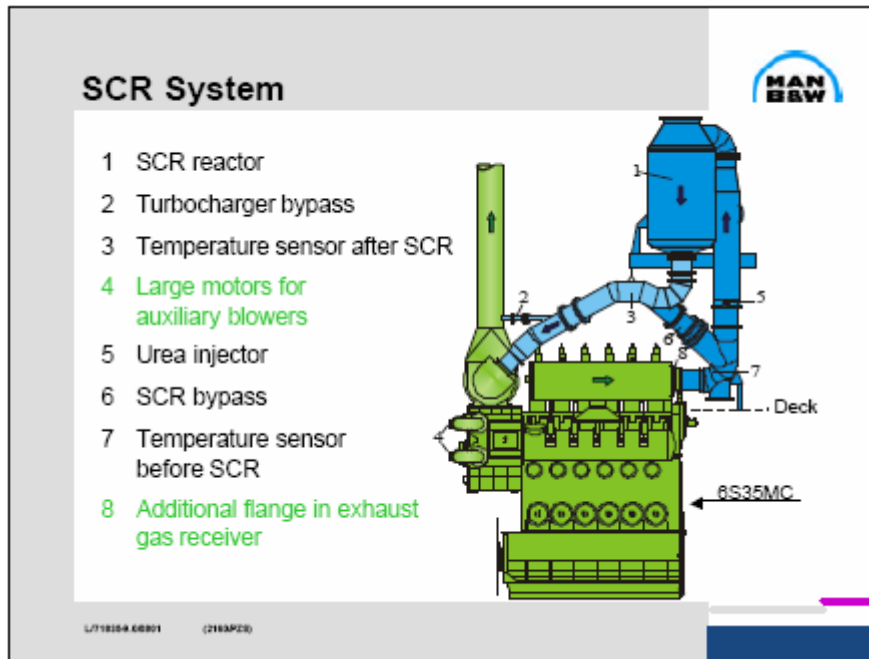 SCR System
MAN
B&W
1 SCR reactor
2 Turbocharger bypass
3 Temperature sensor after SCR
4 Large motors for
auxiliary blowers
5 Urea injector
6 SCR bypass
7 Temperature sensor
before SCR
8 Additional flange in exhaust
gas receiver
1
2
3
5
6
8
7
4
Deck
6S35MC